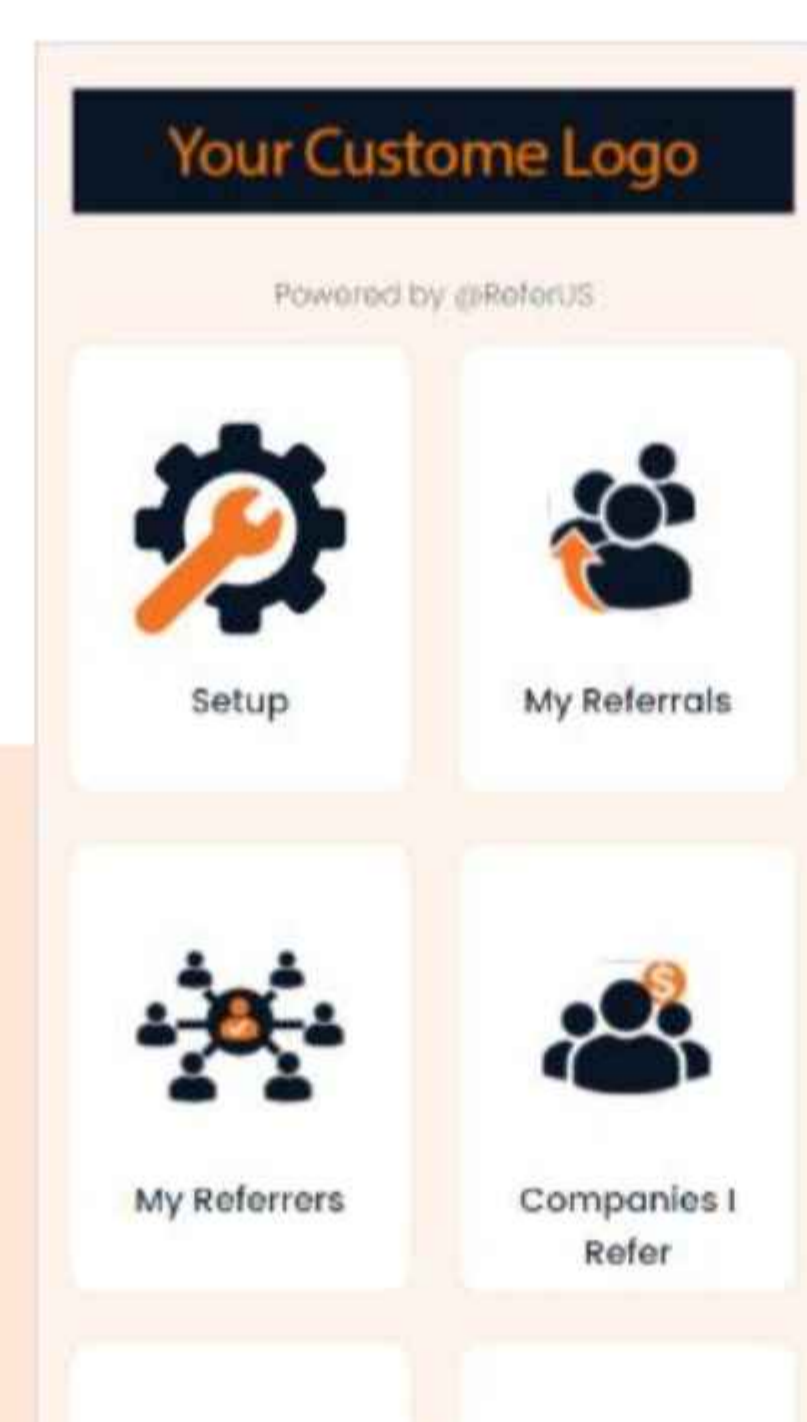 Your Custome Logo
Powered by @ReferUS
Setup
My Referrals
$
My Referrers
Companies I
Refer